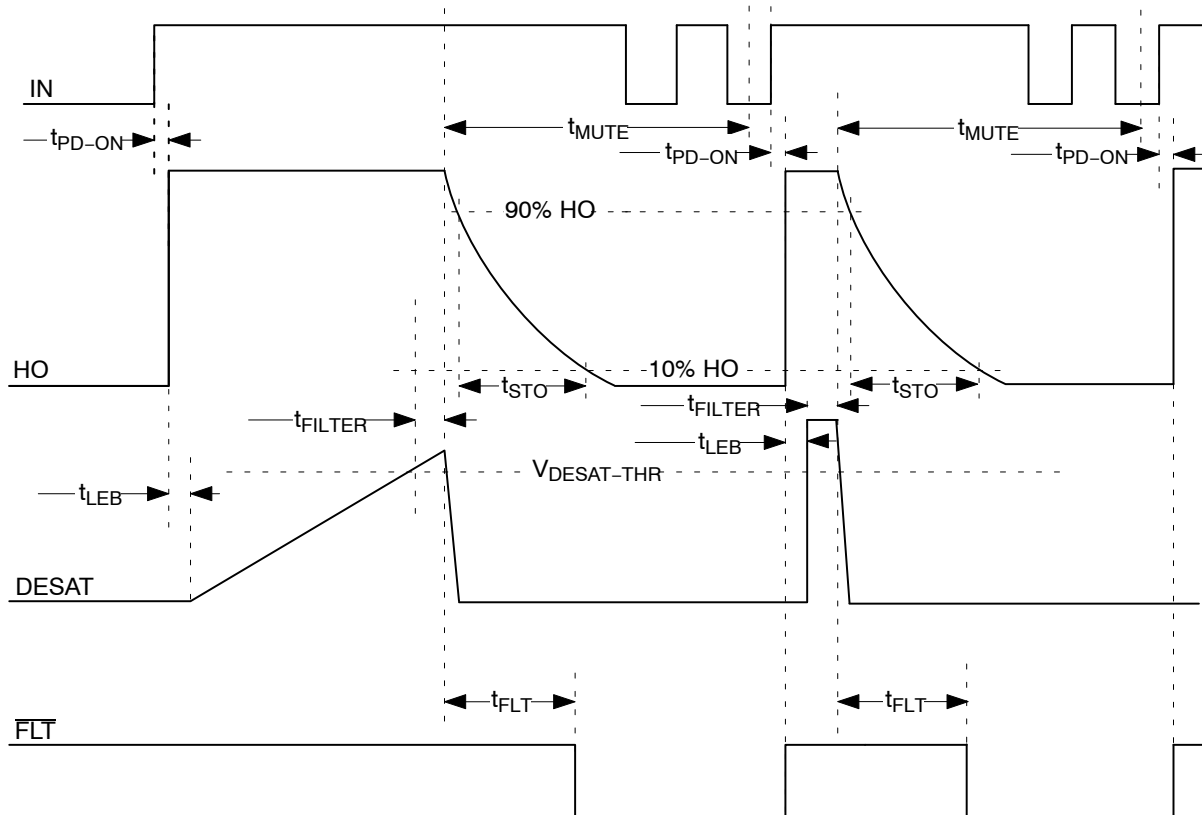 IN
tPD-ON
tMUTE
tPD-ON
tMUTE
tPD-ON
90% HO
HO
10% HO
tSTO
tSTO
tFILTER
tFILTER
tLEB
VDESAT-THR
tLEB
DESAT
tFLT
tFLT
FLT